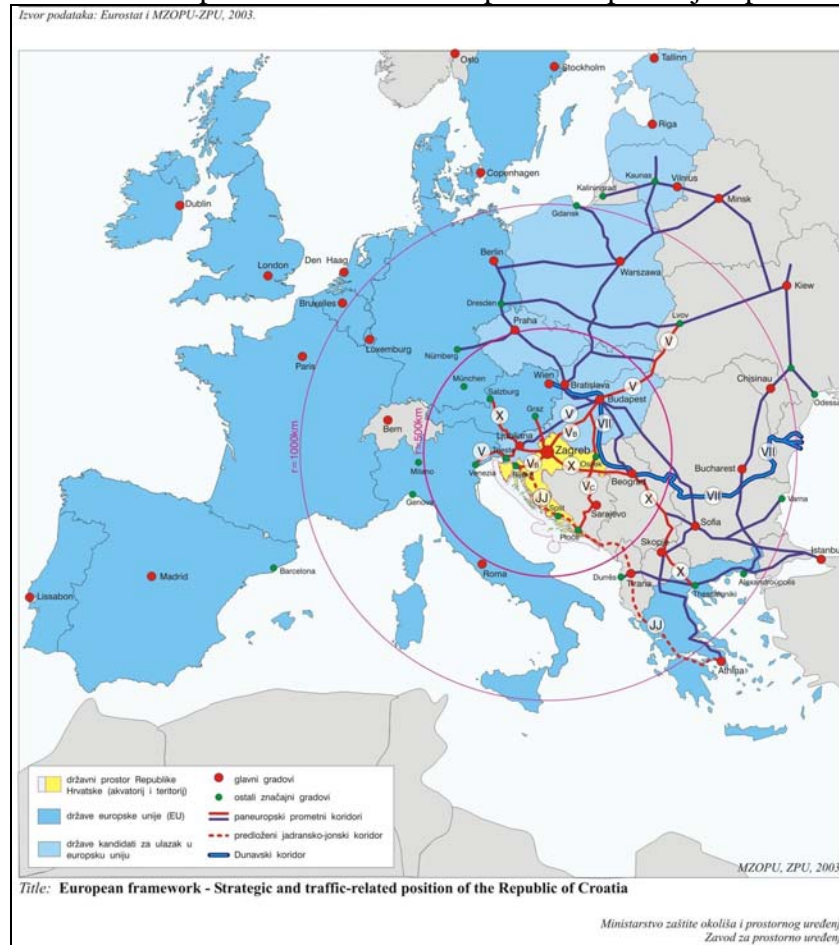 Izvor podataka: Eurostat i MZOPU-ZPU, 2003.
Oslo
Stockholm
Tallinn
Riga
Copenhagen
Kaunas
Vilnius
Kaliningrad
Minsk
Gdansk
Dublin
London
Den Haag
Berlin
Warszawa
Bruxelles
Kiew
Dresden
Lvov
Praha
V
Luxemburg
Nürnberg
Paris
München
Wien
Bratislava
V
Chisinau
Salzburg
Budapest
Odessa
Graz
r=1000km
r=500km
Bern
X
V
VB
VII
Ljubljana
V
Zagreb
VII
Milano
Venezia
VB
X
Osijek
Bucharest
Beograd
Genova
JJ
VC
X
VII
Varna
Split
Sarajevo
Sofia
Ploče
Skopje
Istanbul
Roma
Barcelona
Madrid
Durrës
Tirana
X
Thessaloniki
Alexandroúpolis
Lissabon
JJ
Athina
državni prostor Republike
Hrvatske (akvatorij i teritorij)
države europske unije (EU)
države kandidati za ulazak u
europsku uniju
glavni gradovi
ostali značajni gradovi
paneuropski prometni koridori
predloženi jadransko-jonski koridor
Dunavski koridor
MZOPU, ZPU, 2003
Title: European framework - Strategic and traffic-related position of the Republic of Croatia
Ministarstvo zaštite okoliša i prostornog uređenj
Zavod za prostorno uređenj